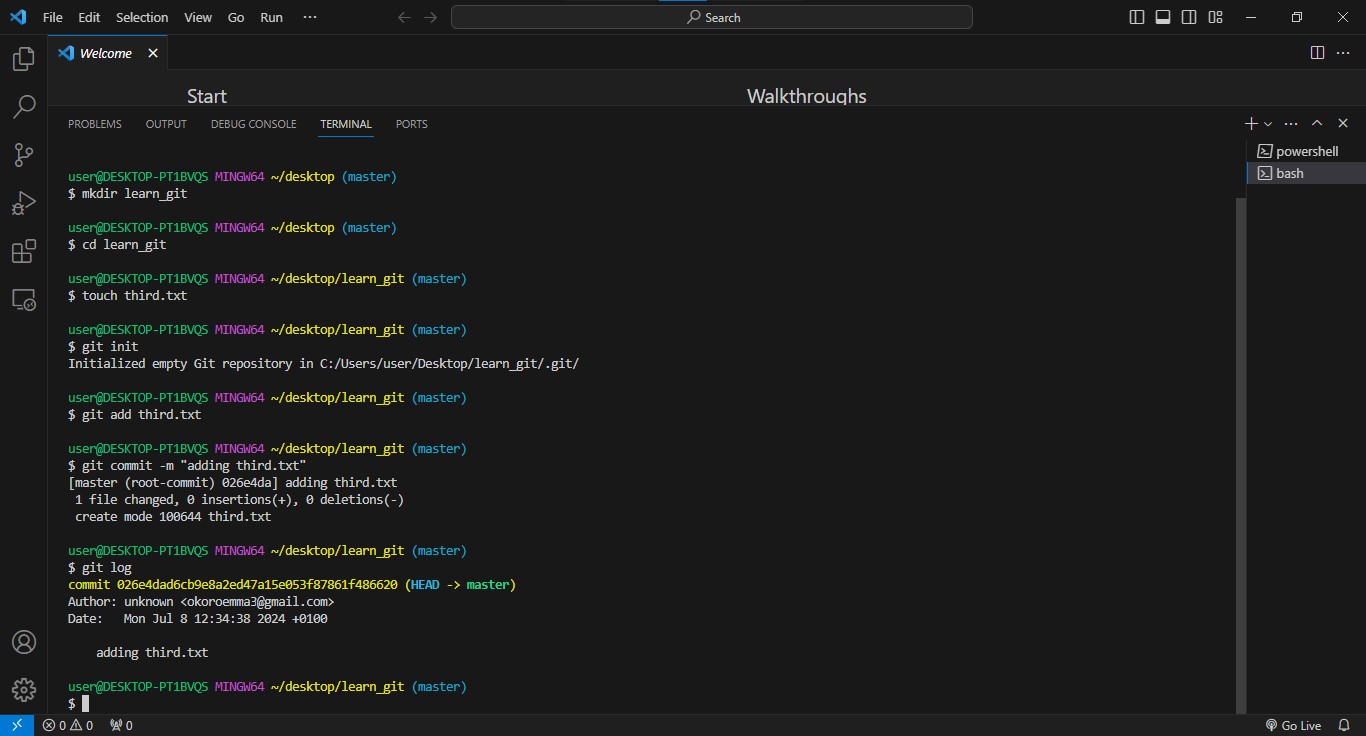 File Edit Selection View Go Run ··· Search
Welcome
Start Walkthroughs
PROBLEMS OUTPUT DEBUG CONSOLE TERMINAL PORTS
powershell
bash
user@DESKTOP-PT1BVQS MINGW64 ~/desktop (master)
$ mkdir learn_git
user@DESKTOP-PT1BVQS MINGW64 ~/desktop (master)
$ cd learn_git
user@DESKTOP-PT1BVQS MINGW64 ~/desktop/learn_git (master)
$ touch third.txt
user@DESKTOP-PT1BVQS MINGW64 ~/desktop/learn_git (master)
$ git init
Initialized empty Git repository in C:/Users/user/Desktop/learn_git/.git/
user@DESKTOP-PT1BVQS MINGW64 ~/desktop/learn_git (master)
$ git add third.txt
user@DESKTOP-PT1BVQS MINGW64 ~/desktop/learn_git (master)
$ git commit -m "adding third.txt"
[master (root-commit) 026e4da] adding third.txt
1 file changed, 0 insertions(+), 0 deletions(-)
create mode 100644 third.txt
user@DESKTOP-PT1BVQS MINGW64 ~/desktop/learn_git (master)
$ git log
commit 026e4dad6cb9e8a2ed47a15e053f87861f486620 (HEAD -> master)
Author: unknown <okoroemma3@gmail.com>
Date:   Mon Jul 8 12:34:38 2024 +0100
adding third.txt
user@DESKTOP-PT1BVQS MINGW64 ~/desktop/learn_git (master)
$
0 0 0 Go Live